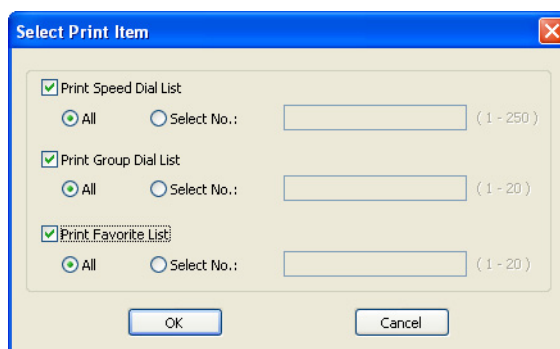 Select Print Item
Print Speed Dial List
All Select No.: ( 1 - 250 )
Print Group Dial List
All Select No.: ( 1 - 20 )
Print Favorite List
All Select No.: ( 1 - 20 )
OK Cancel